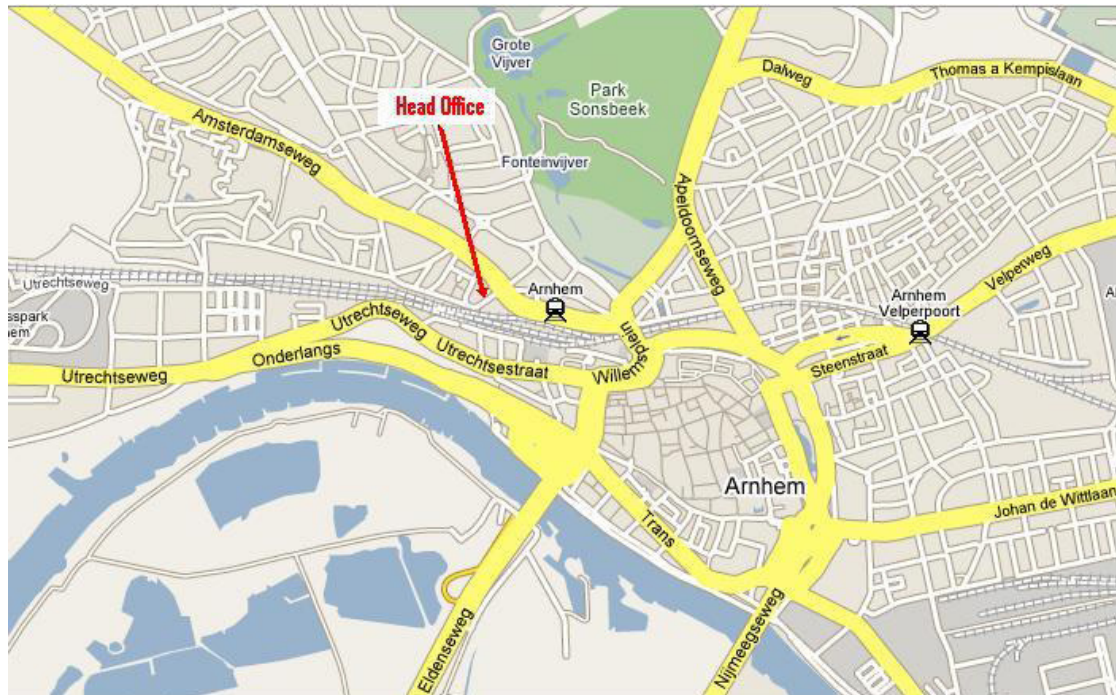 Grote
Vijver
Dalweg
Thomas a Kempislaan
Park
Sonsbeek
Head Office
Amsterdamseweg
Fonteinvijver
Apeldoornseweg
Velperweg
Utrechtseweg
Arnhem
Arnhem
Velperpoort
Utrechtseweg
Willemsplein
Onderlangs
Utrechtsestraat
Steenstraat
Utrechtseweg
Arnhem
Johan de Wittlaan
Trans
Eldenseweg
Nijmeegseweg